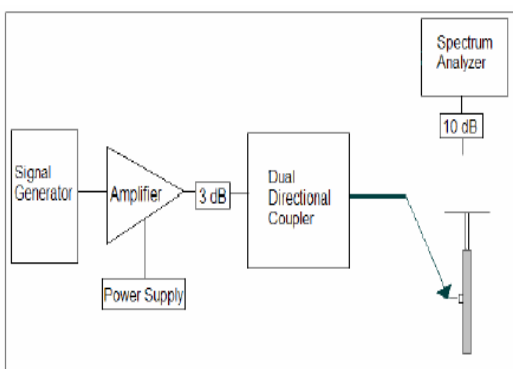 Spectrum
Analyzer
10 dB
Signal
Generator
Amplifier
3 dB
Dual
Directional
Coupler
Power Supply